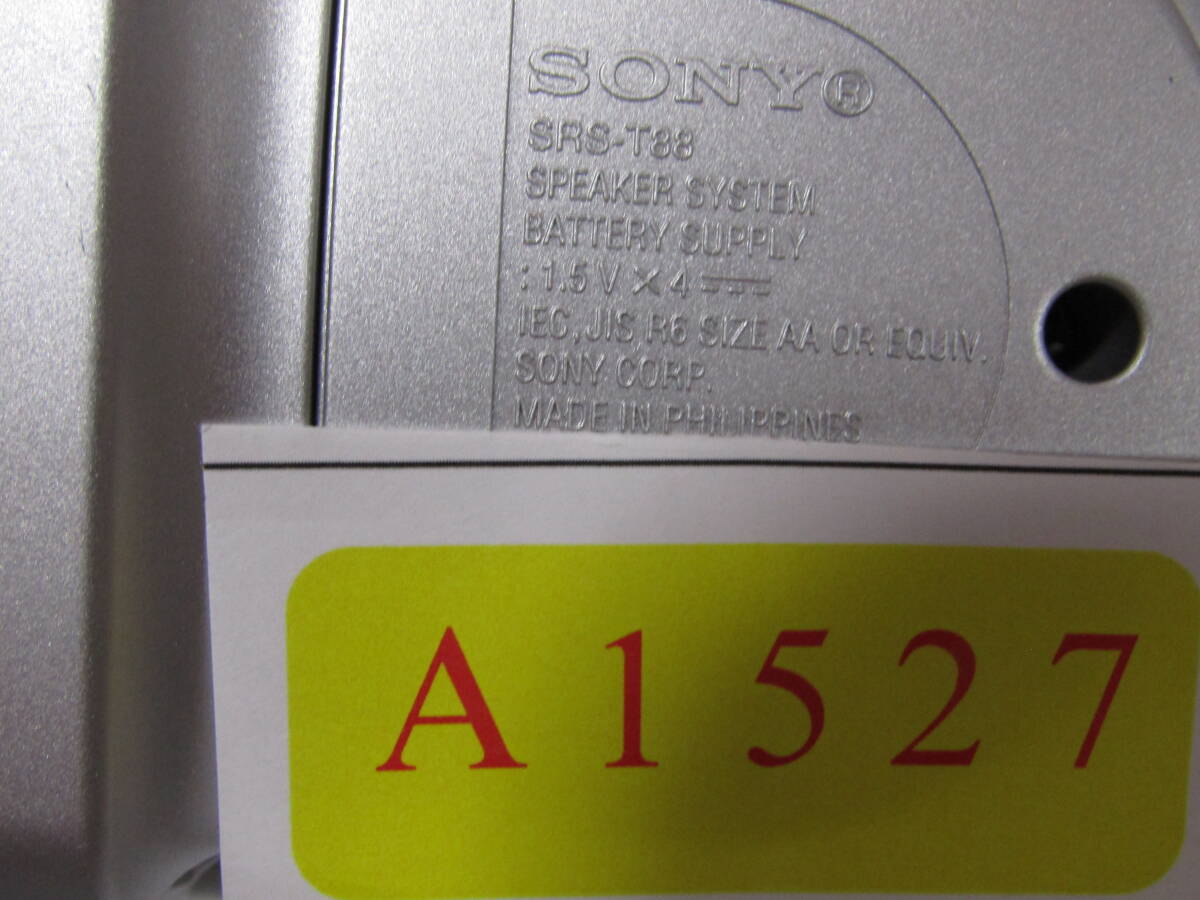 SONY®
SRS-T88
SPEAKER SYSTEM
BATTERY SUPPLY
: 1.5 V × 4 ⎓
IEC, JIS, R6 SIZE AA OR EQUIV.
SONY CORP.
MADE IN PHILIPPINES
A1527